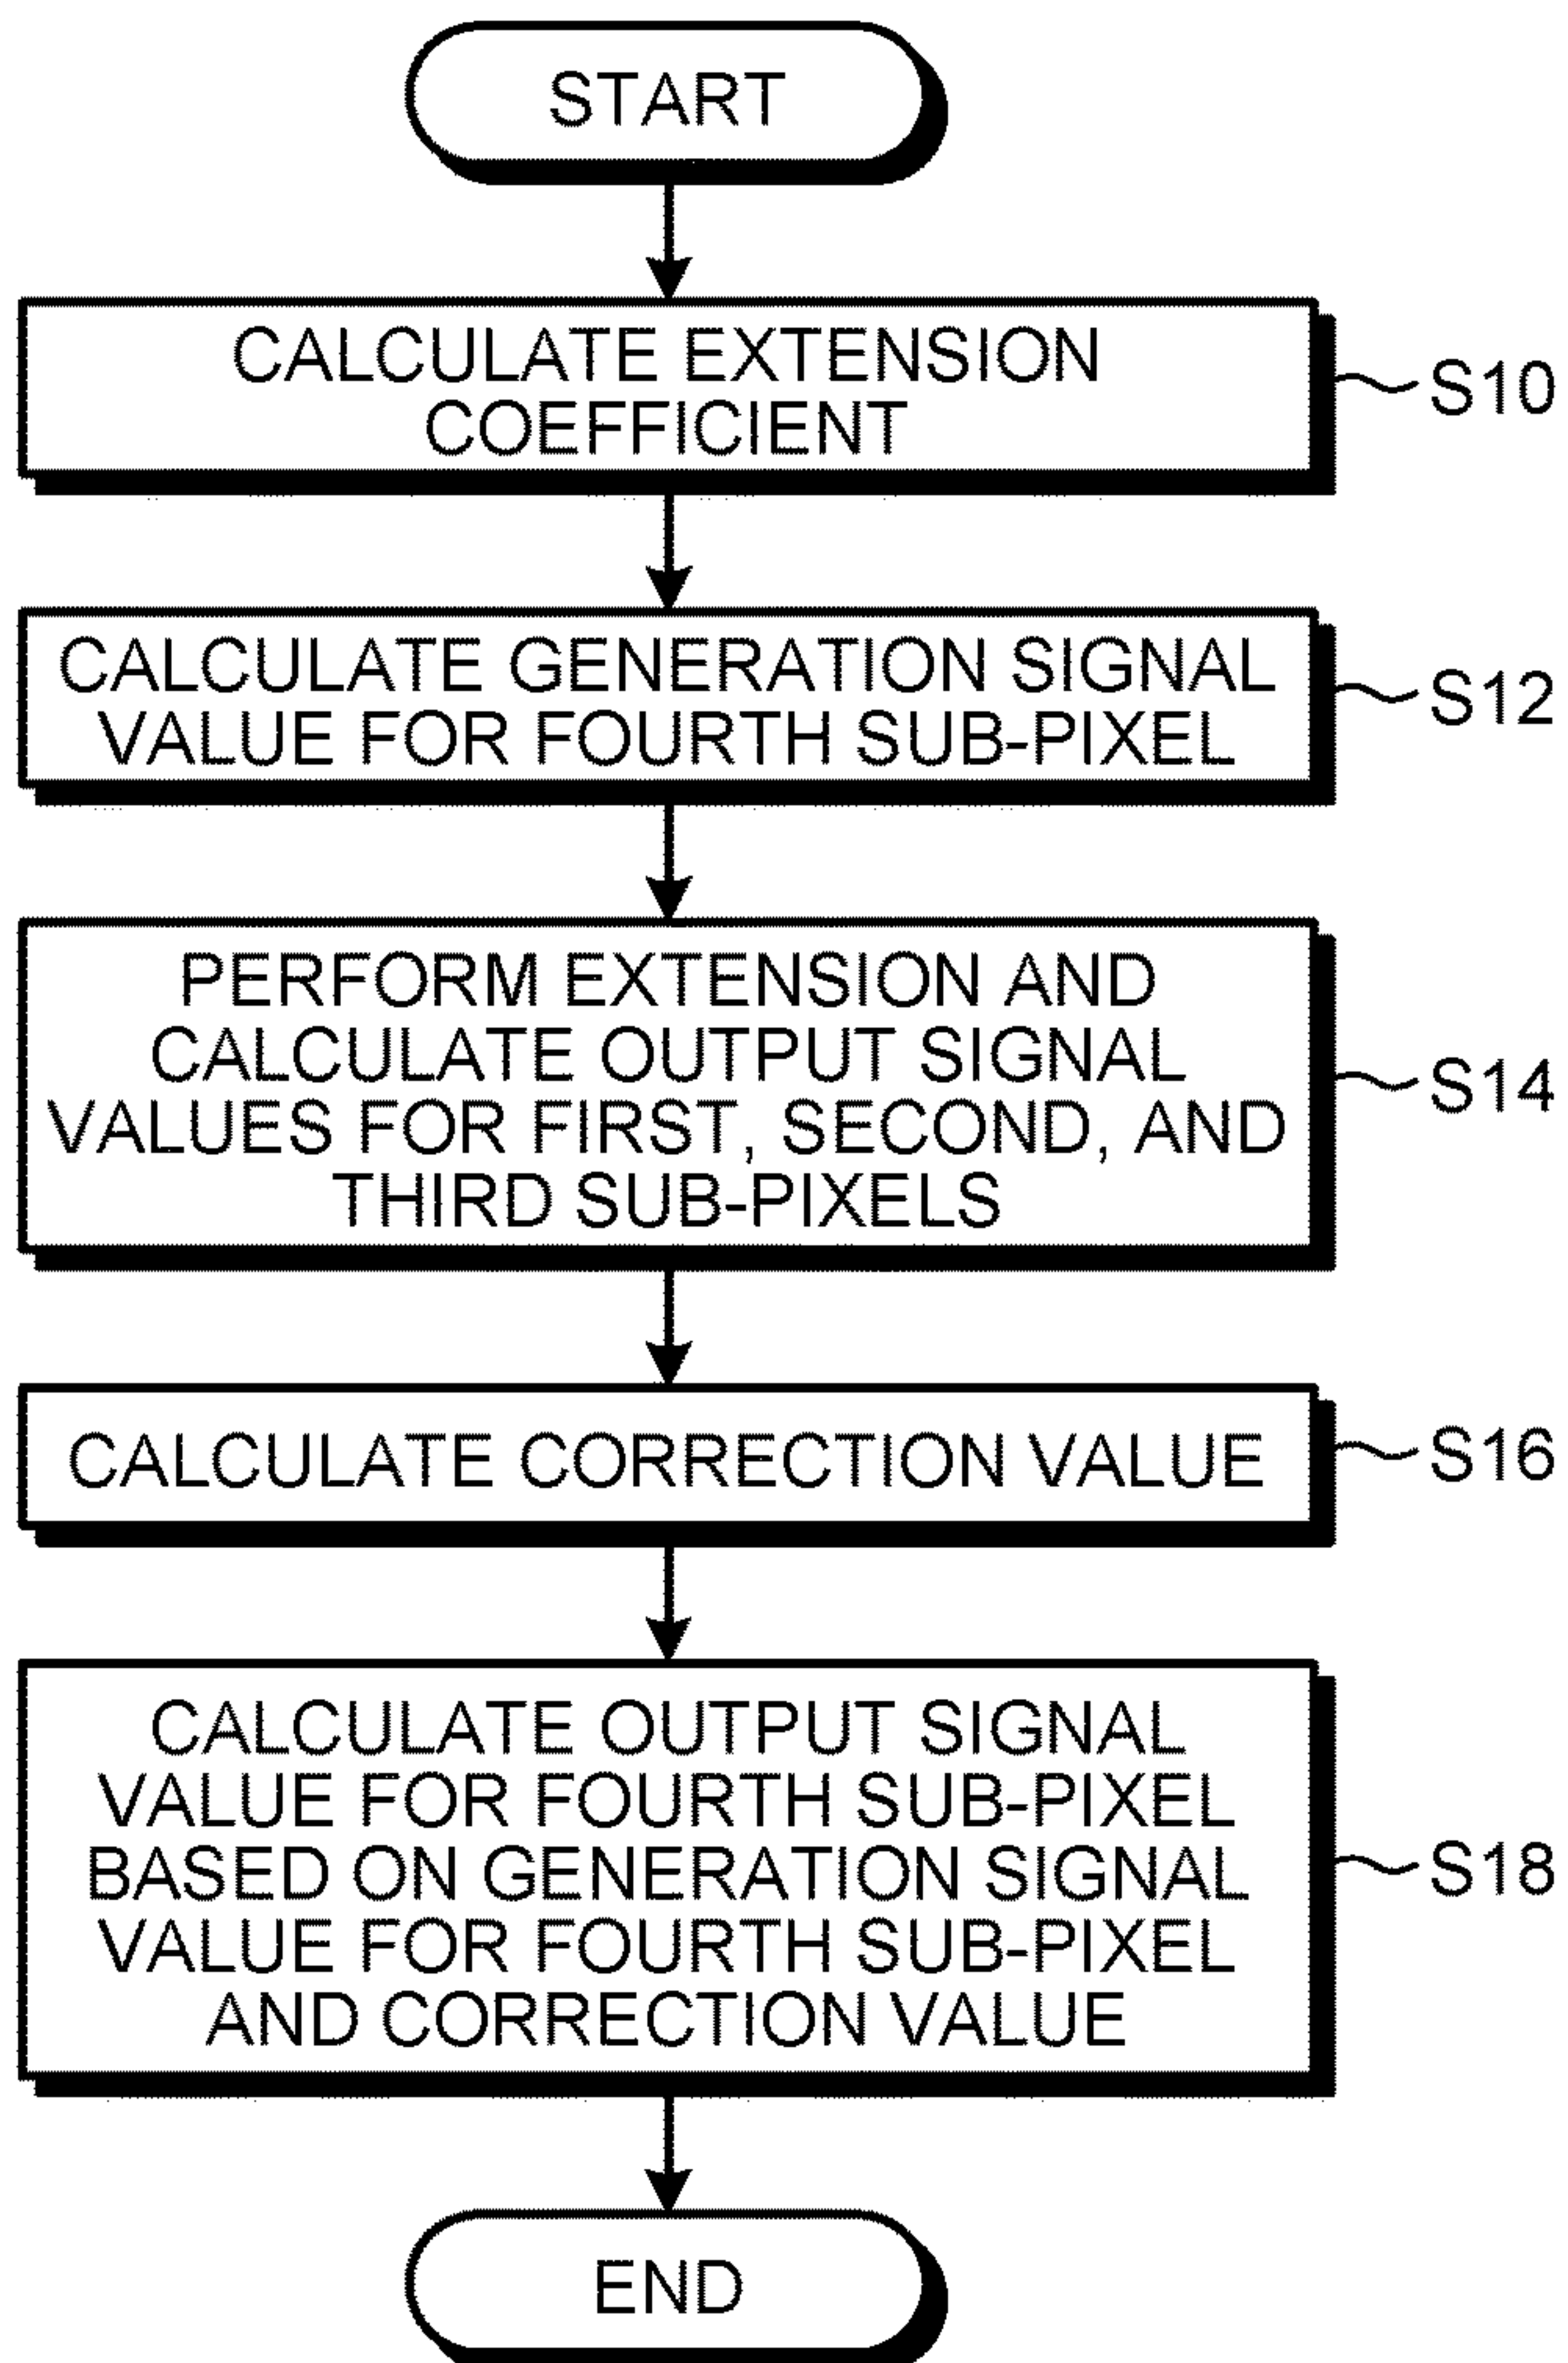 START
CALCULATE EXTENSION
COEFFICIENT
S10
CALCULATE GENERATION SIGNAL
VALUE FOR FOURTH SUB-PIXEL
S12
PERFORM EXTENSION AND
CALCULATE OUTPUT SIGNAL
VALUES FOR FIRST, SECOND, AND
THIRD SUB-PIXELS
S14
CALCULATE CORRECTION VALUE
S16
CALCULATE OUTPUT SIGNAL
VALUE FOR FOURTH SUB-PIXEL
BASED ON GENERATION SIGNAL
VALUE FOR FOURTH SUB-PIXEL
AND CORRECTION VALUE
S18
END